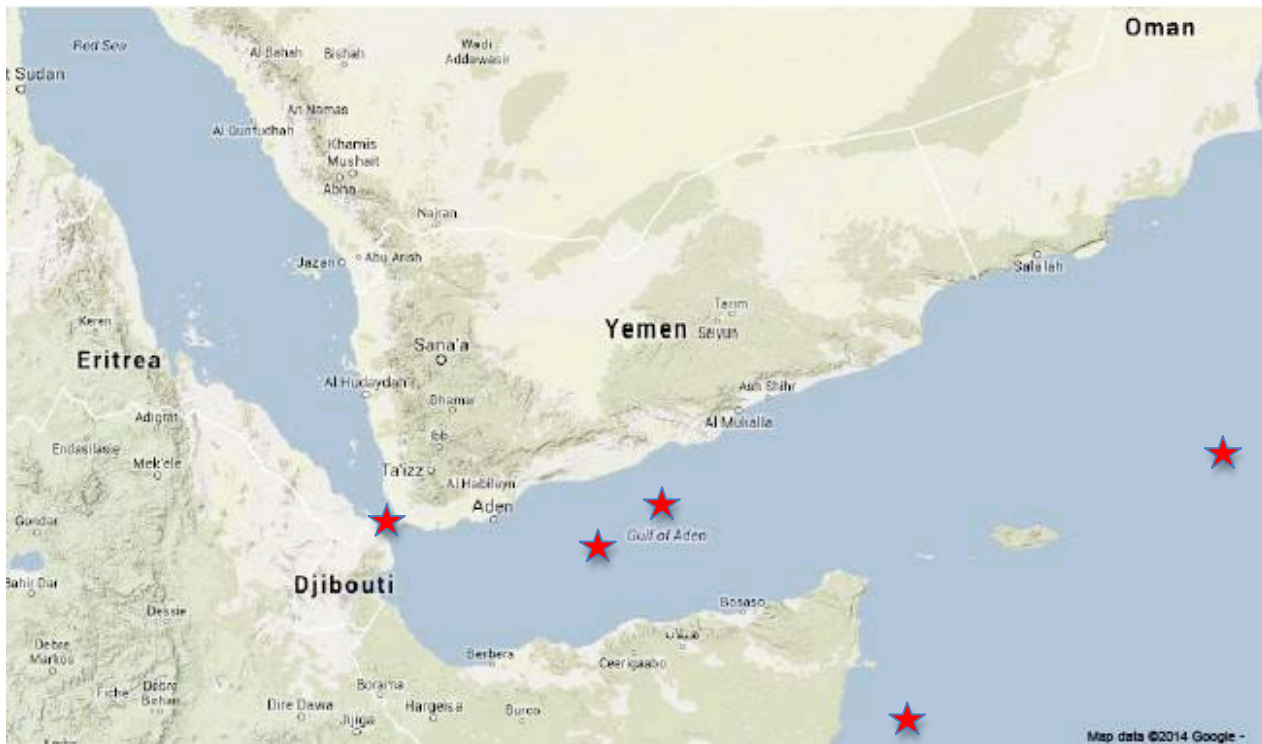 Oman
Red Sea
Al Bahah
Bishah
Wadi
Addawasir
t Sudan
An Namas
Al Qunfudhah
Khamis
Mushait
Abha
Najran
Jazan
Abu Arish
Salalah
Tarim
Keren
Yemen
Saiyun
Sana'a
Eritrea
Al Hudaydah
Ash Shihr
Dhamar
Adigrat
Al Mukalla
Ibb
Endasilasie
Mek'ele
Ta'izz
Al Habilayn
Aden
Gondar
Gulf of Aden
Djibouti
Bahir Dar
Bosaso
Dessie
Debre
Markos
Berbera
Ceerigaabo
Fiche
Debre
Birhan
Borama
Dire Dawa
Hargeisa
Burco
Jijiga
Map data ©2014 Google -